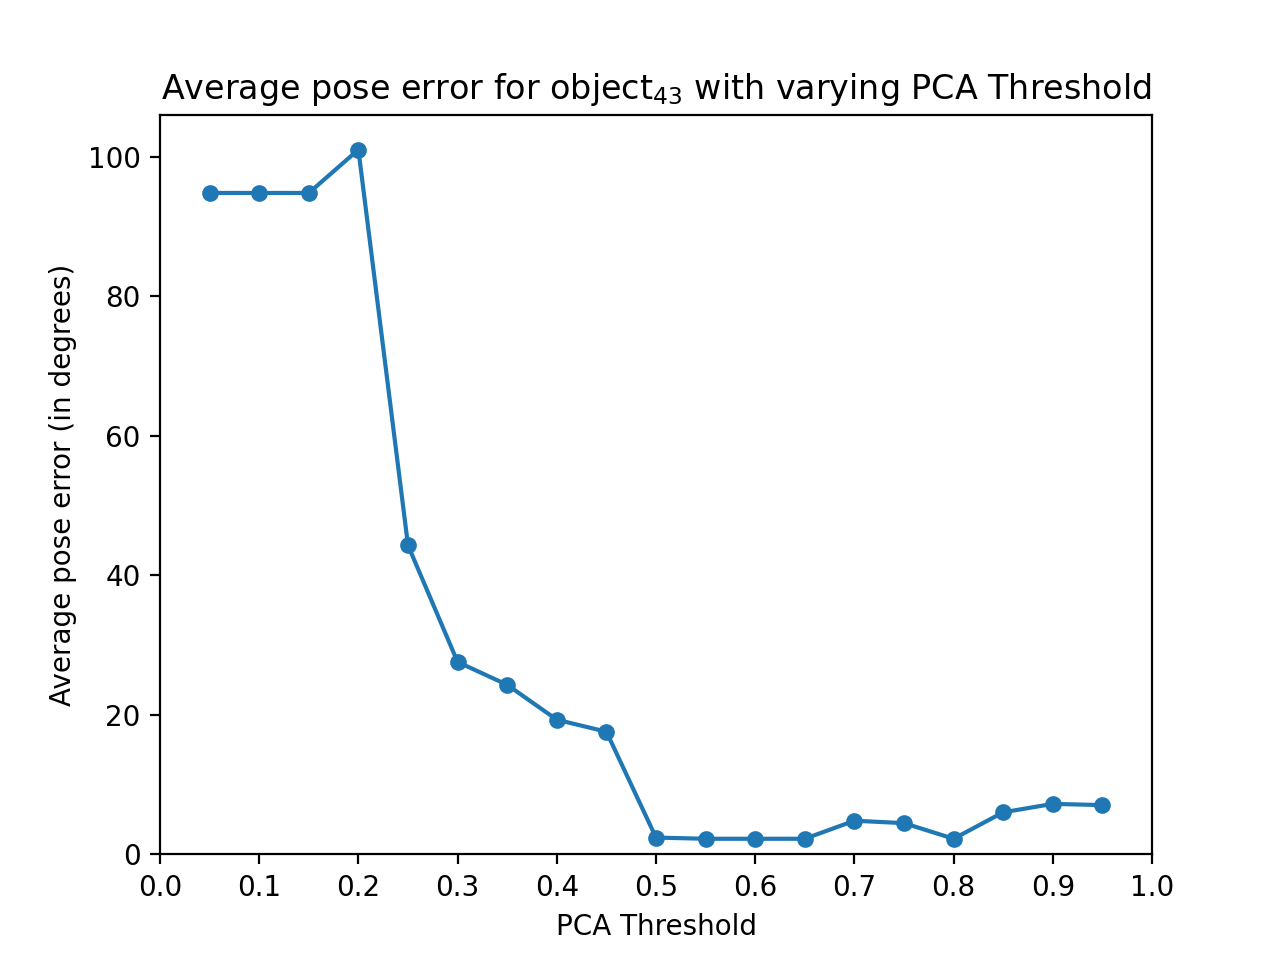 Average pose error for object₄₃ with varying PCA Threshold
Average pose error (in degrees)
100
80
60
40
20
0
0.0 0.1 0.2 0.3 0.4 0.5 0.6 0.7 0.8 0.9 1.0
PCA Threshold